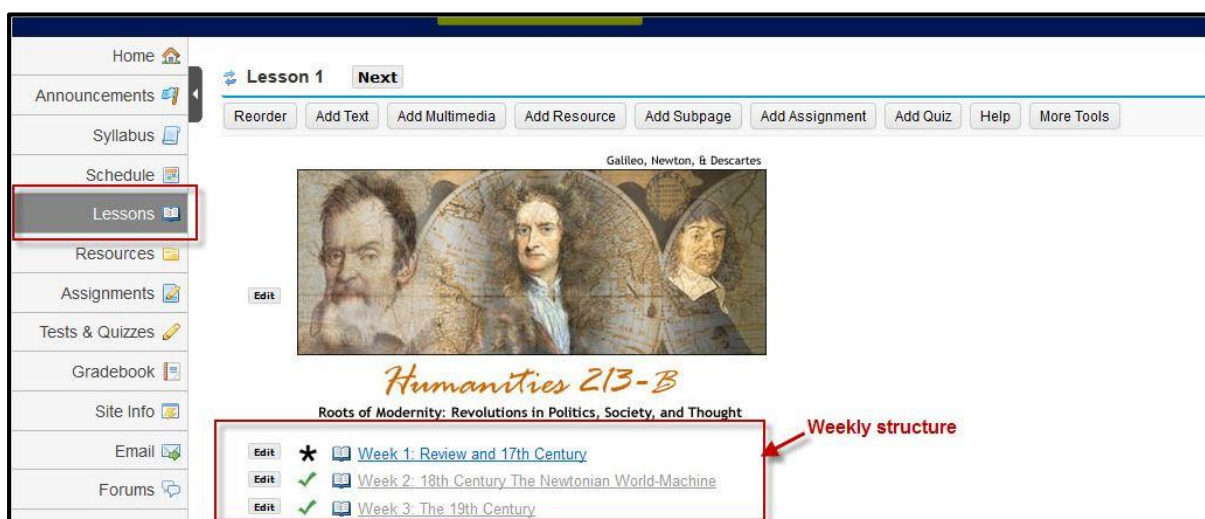 Home
Announcements
Syllabus
Schedule
Lessons
Resources
Assignments
Tests & Quizzes
Gradebook
Site Info
Email
Forums
Lesson 1 Next
Reorder Add Text Add Multimedia Add Resource Add Subpage Add Assignment Add Quiz Help More Tools
Galileo, Newton, & Descartes
Edit
Humanities 213-B
Roots of Modernity: Revolutions in Politics, Society, and Thought
Weekly structure
Edit * Week 1: Review and 17th Century
Edit Week 2: 18th Century The Newtonian World-Machine
Edit Week 3: The 19th Century